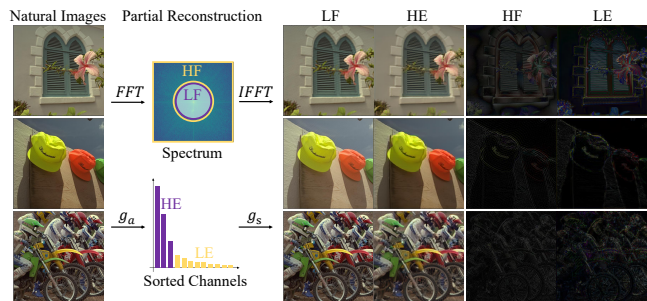 Natural Images
Partial Reconstruction
LF
HE
HF
LE
HF
LF
FFT
IFFT
Spectrum
HE
LE
g_a
g_s
Sorted Channels